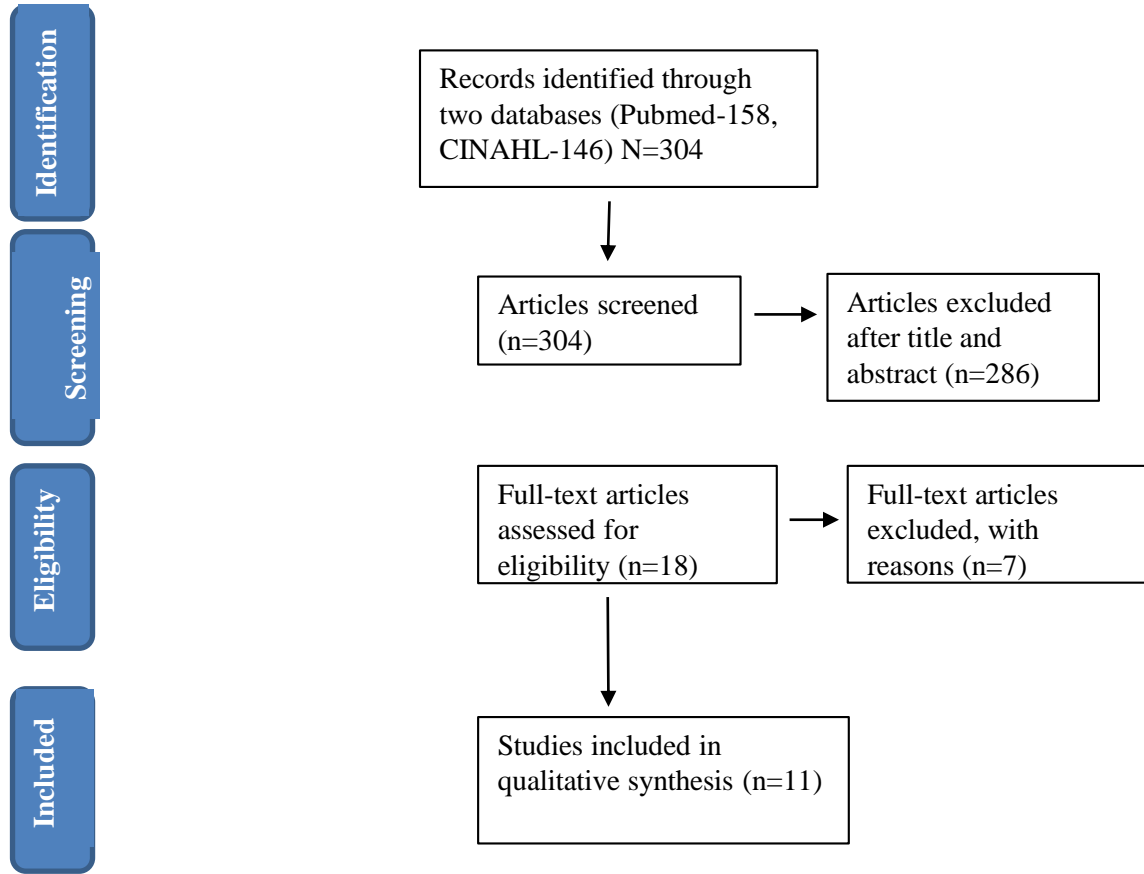 Identification
Records identified through
two databases (Pubmed-158,
CINAHL-146) N=304
Screening
Articles screened
(n=304)
Articles excluded
after title and
abstract (n=286)
Eligibility
Full-text articles
assessed for
eligibility (n=18)
Full-text articles
excluded, with
reasons (n=7)
Included
Studies included in
qualitative synthesis (n=11)